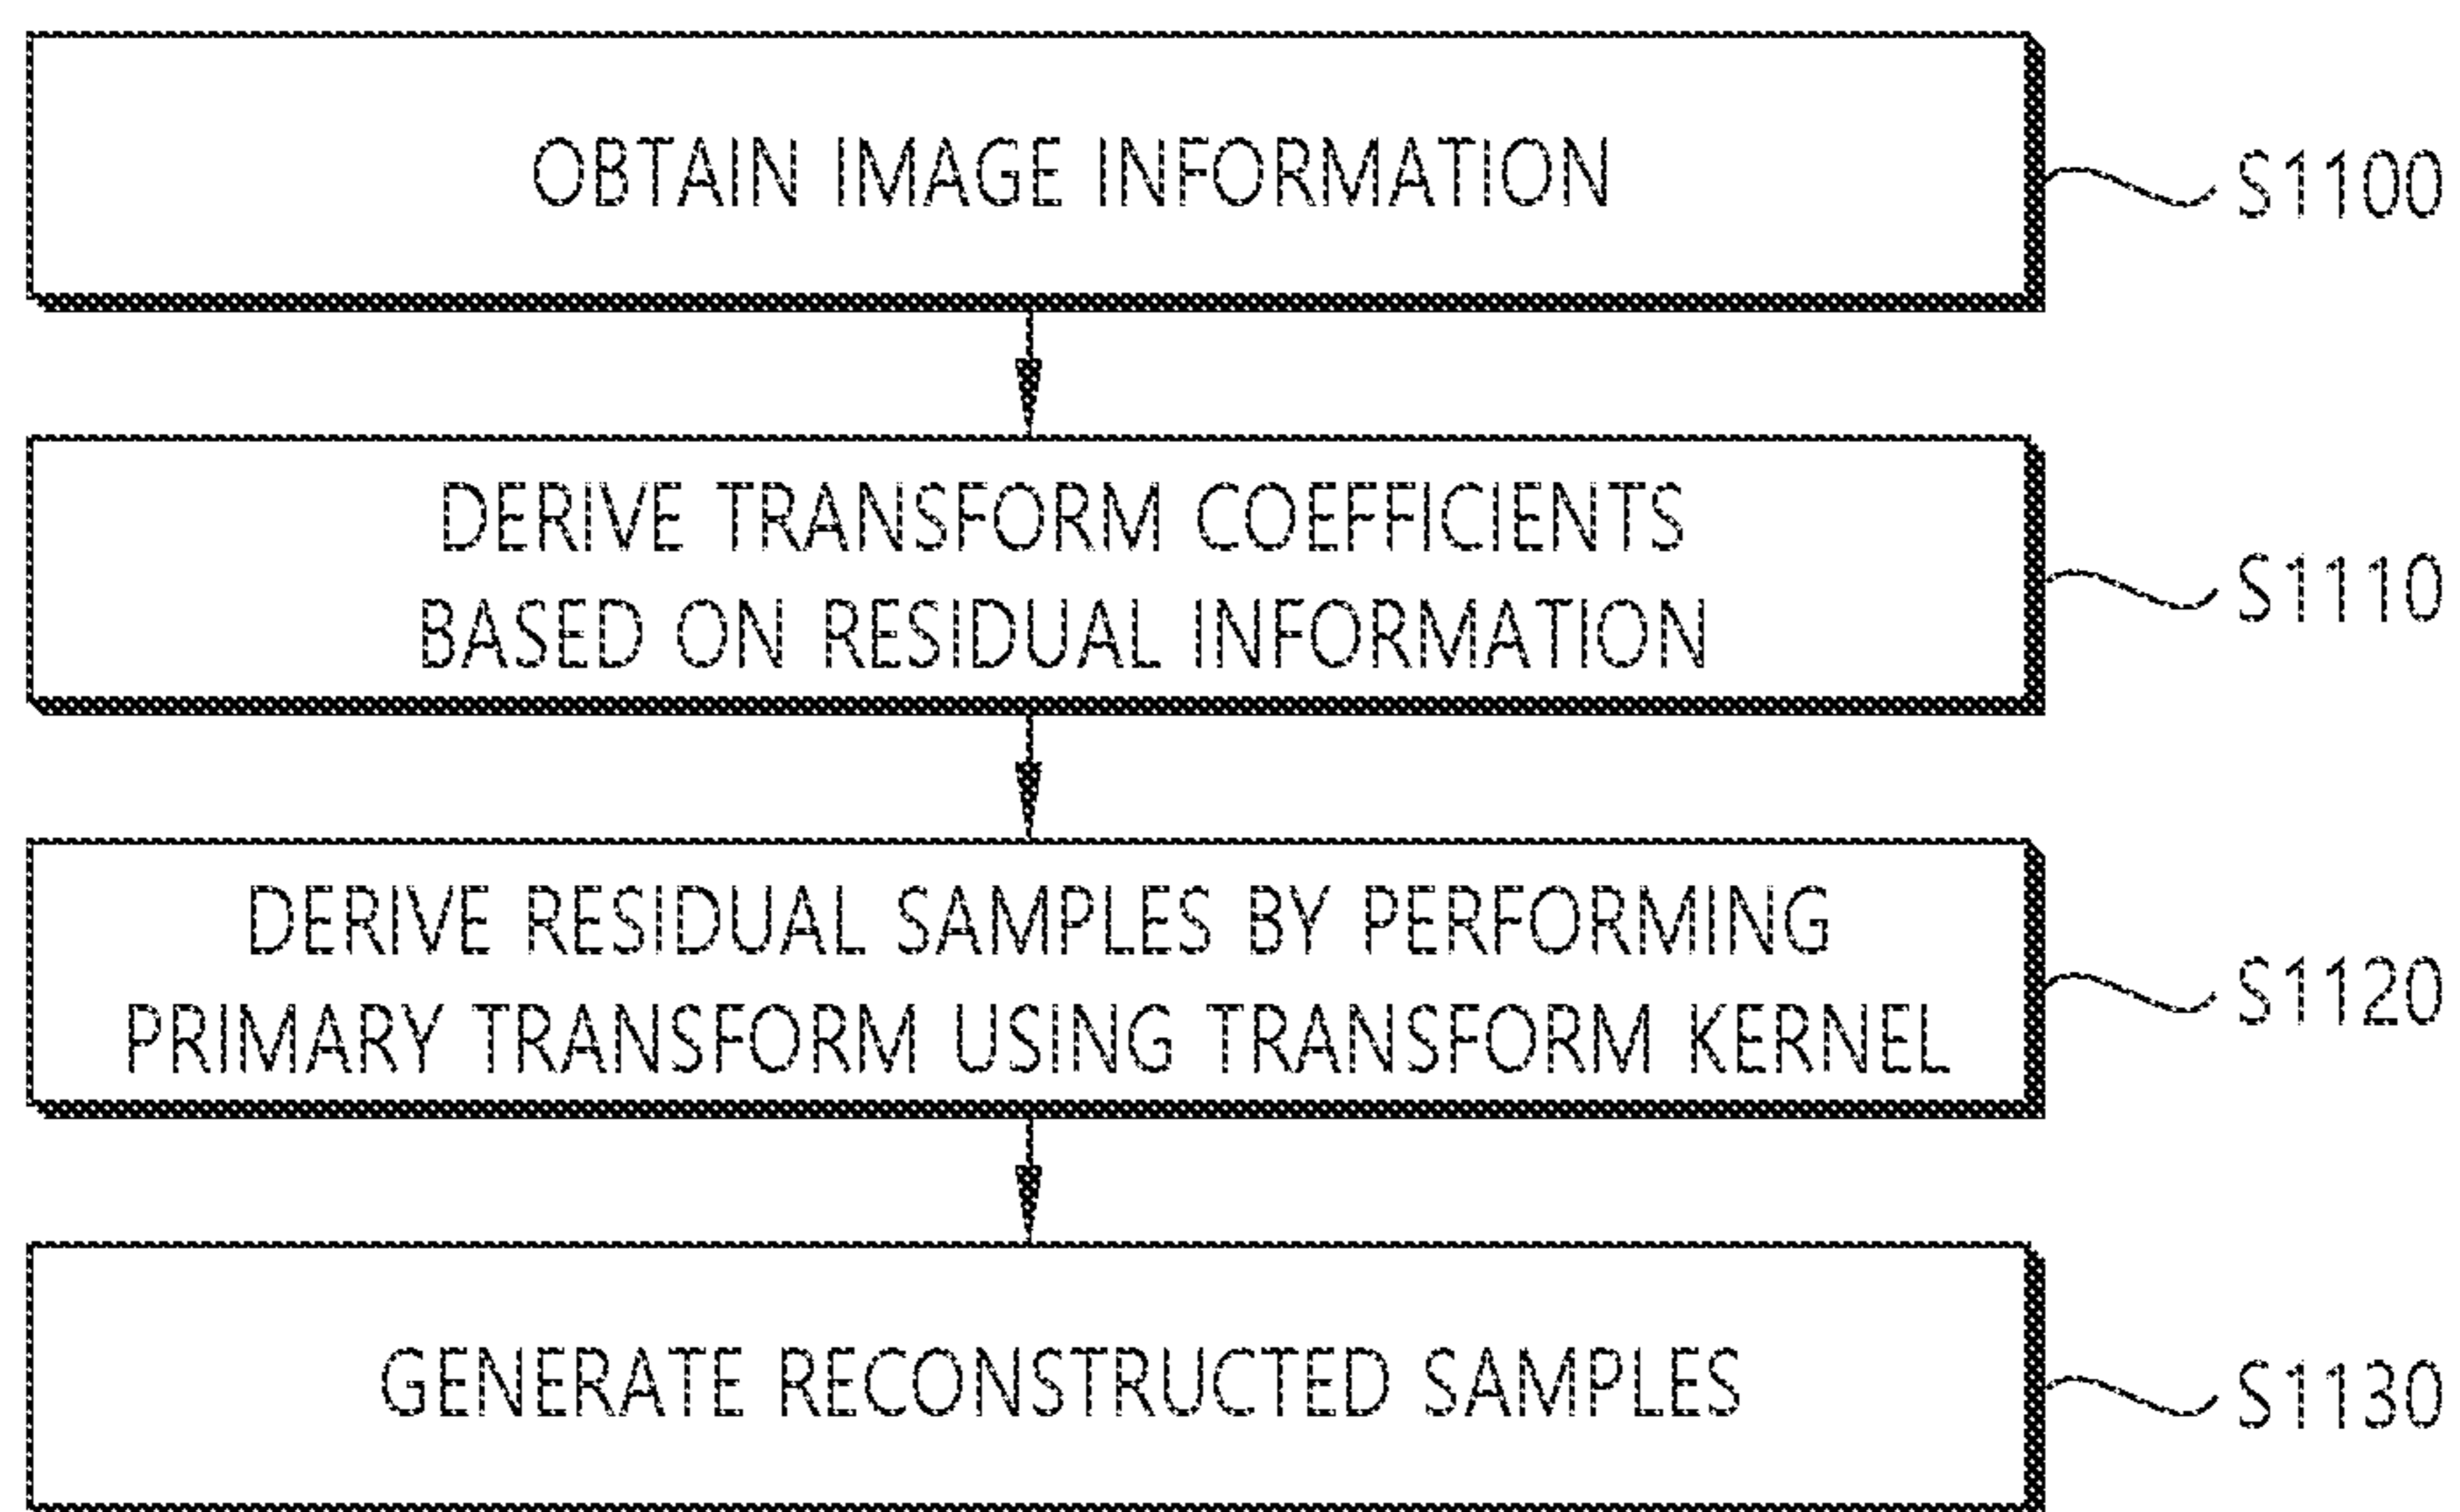 OBTAIN IMAGE INFORMATION
S1100
DERIVE TRANSFORM COEFFICIENTS
BASED ON RESIDUAL INFORMATION
S1110
DERIVE RESIDUAL SAMPLES BY PERFORMING
PRIMARY TRANSFORM USING TRANSFORM KERNEL
S1120
GENERATE RECONSTRUCTED SAMPLES
S1130